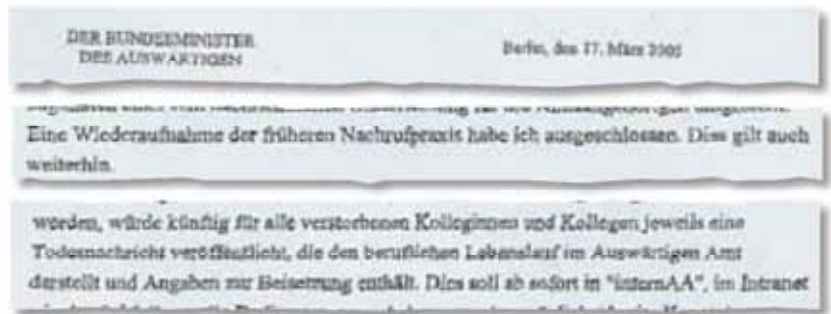 DER BUNDESMINISTER
DES AUSWÄRTIGEN
Berlin, den 17. März 2005
Eine Wiederaufnahme der früheren Nachrufpraxis habe ich ausgeschlossen. Dies gilt auch
weiterhin.
worden, würde künftig für alle verstorbenen Kolleginnen und Kollegen jeweils eine
Todesnachricht veröffentlicht, die den beruflichen Lebenslauf im Auswärtigen Amt
darstellt und Angaben zur Beisetzung enthält. Dies soll ab sofort in "internAA", im Intranet